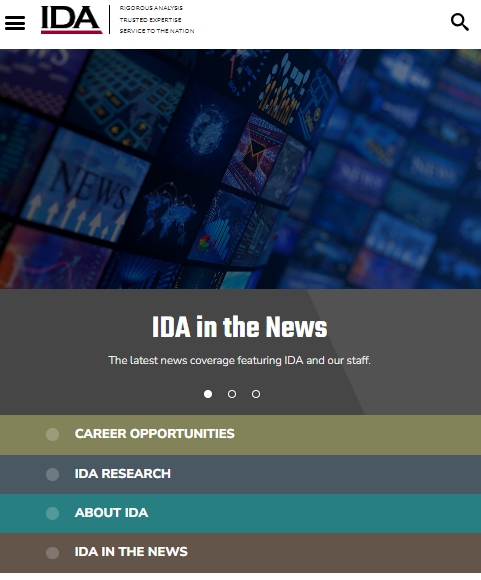 IDA
RIGOROUS ANALYSIS
TRUSTED EXPERTISE
SERVICE TO THE NATION
NEWS
NEWS
IDA in the News
The latest news coverage featuring IDA and our staff.
CAREER OPPORTUNITIES
IDA RESEARCH
ABOUT IDA
IDA IN THE NEWS